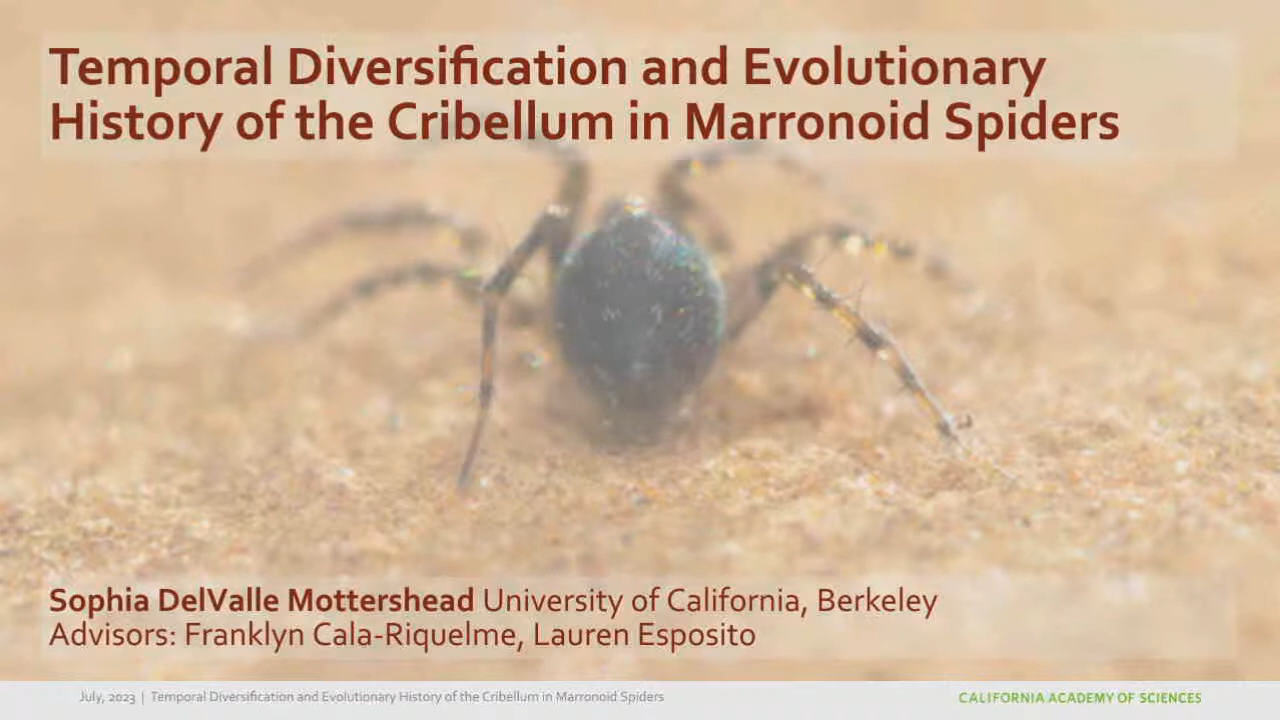 Temporal Diversification and Evolutionary
History of the Cribellum in Marronoid Spiders
Sophia DelValle Mottershead University of California, Berkeley
Advisors: Franklyn Cala-Riquelme, Lauren Esposito
July, 2023 | Temporal Diversification and Evolutionary History of the Cribellum in Marronoid Spiders
CALIFORNIA ACADEMY OF SCIENCES